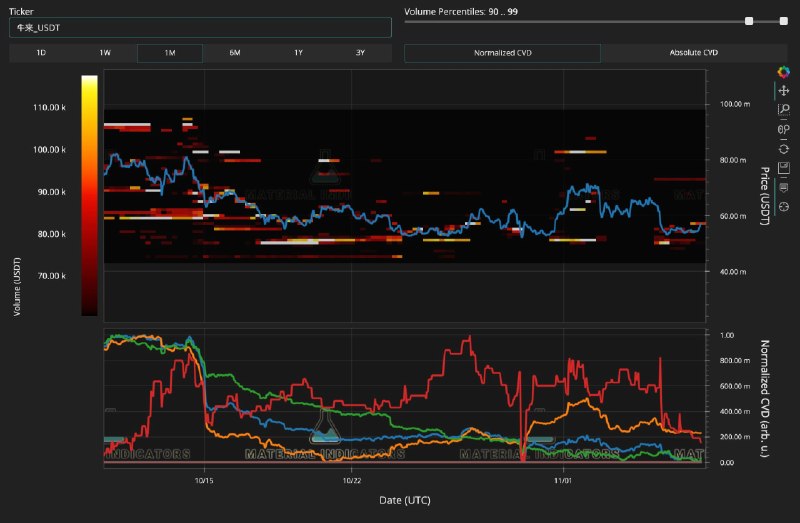 Ticker
牛來_USDT
Volume Percentiles: 90 .. 99
1D 1W 1M 6M 1Y 3Y
Normalized CVD Absolute CVD
110.00 k
100.00 k
90.00 k
80.00 k
70.00 k
Volume (USDT)
100.00 m
80.00 m
60.00 m
40.00 m
Price (USDT)
MATERIAL INDICATORS
MAT
1.00
800.00 m
600.00 m
400.00 m
200.00 m
0.00
Normalized CVD (arb. u.)
INDICATORS
MATERIAL INDICATORS
MATERIAL INDICATORS
MAT
10/15 10/22 11/01
Date (UTC)